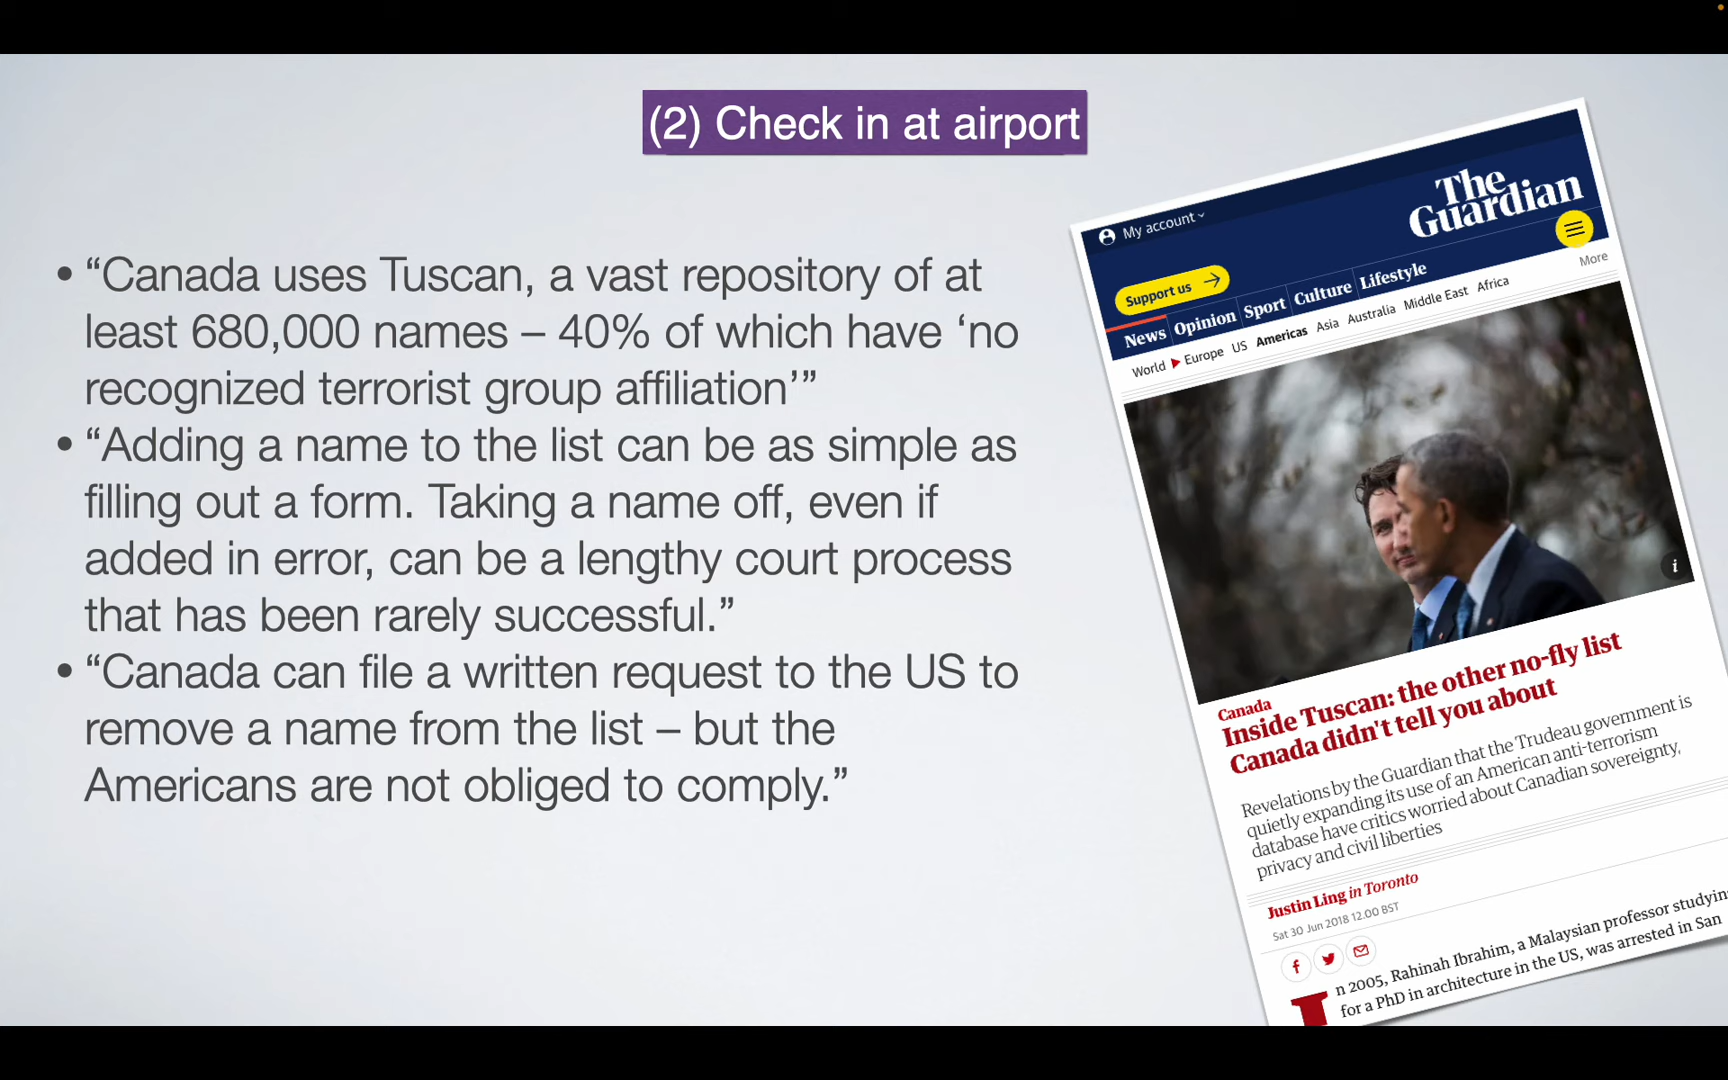 (2) Check in at airport
• “Canada uses Tuscan, a vast repository of at
least 680,000 names – 40% of which have ‘no
recognized terrorist group affiliation’”
• “Adding a name to the list can be as simple as
filling out a form. Taking a name off, even if
added in error, can be a lengthy court process
that has been rarely successful.”
• “Canada can file a written request to the US to
remove a name from the list – but the
Americans are not obliged to comply.”
My account
The
Guardian
Support us
News Opinion Sport Culture Lifestyle
More
World Europe US Americas Asia Australia Middle East Africa
i
Canada
Inside Tuscan: the other no-fly list
Canada didn't tell you about
Revelations by the Guardian that the Trudeau government is
quietly expanding its use of an American anti-terrorism
database have critics worried about Canadian sovereignty,
privacy and civil liberties
Justin Ling in Toronto
Sat 30 Jun 2018 12.00 BST
In 2005, Rahinah Ibrahim, a Malaysian professor studyin
for a PhD in architecture in the US, was arrested in San